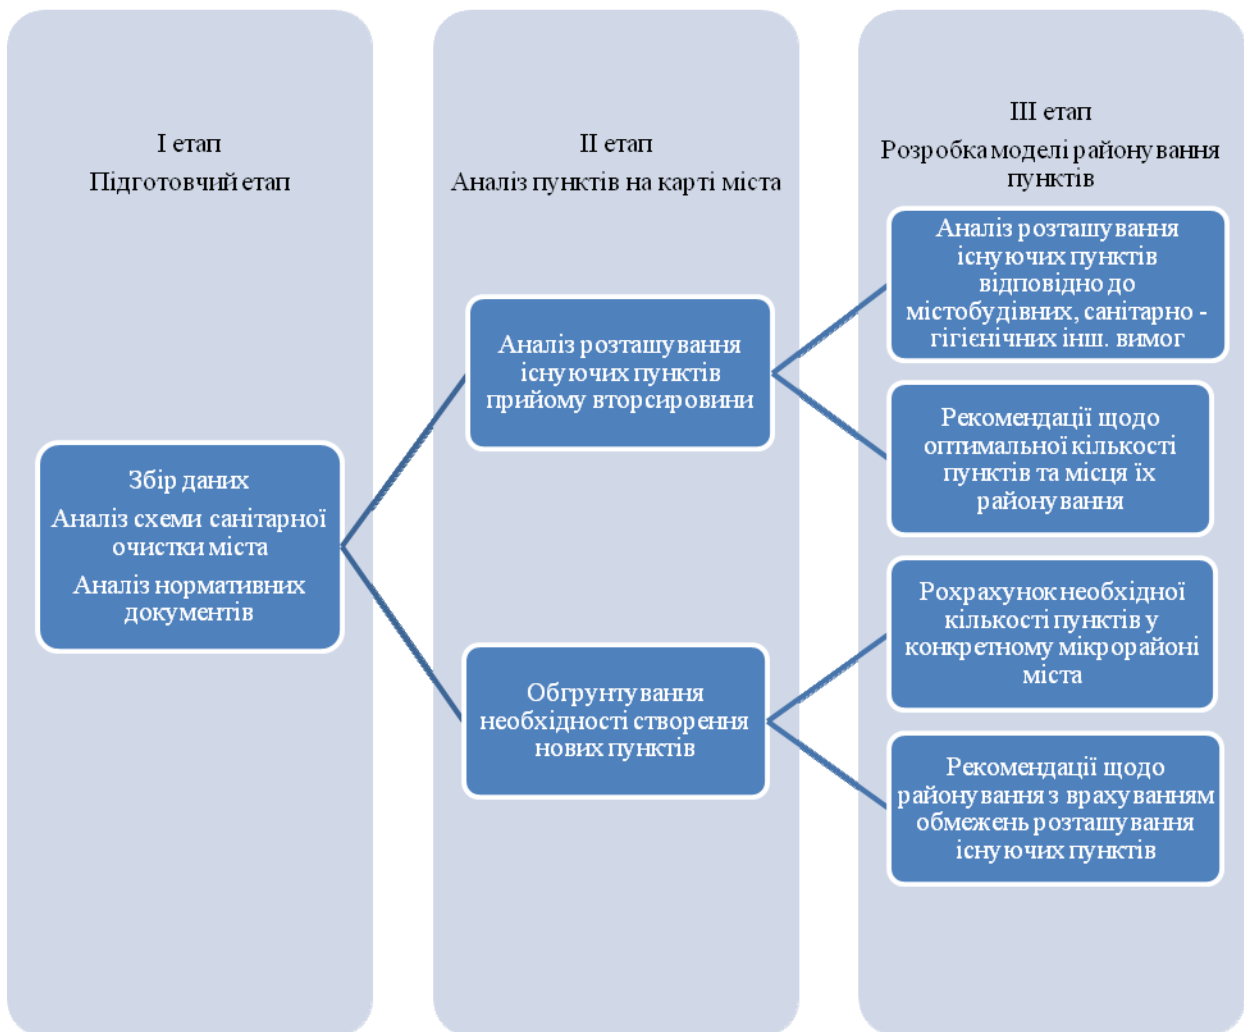 І етап
Підготовчий етап
Збір даних
Аналіз схеми санітарної
очистки міста
Аналіз нормативних
документів
ІІ етап
Аналіз пунктів на карті міста
Аналіз розташування
існуючих пунктів
прийому вторсировини
Обгрунтування
необхідності створення
нових пунктів
ІІІ етап
Розробка моделі районування
пунктів
Аналіз розташування
існуючих пунктів
відповідно до
містобудівних, санітарно -
гігієнічних інш. вимог
Рекомендації щодо
оптимальної кількості
пунктів та місця їх
районування
Рохрахунок необхідної
кількості пунктів у
конкретному мікрорайоні
міста
Рекомендації щодо
районування з врахуванням
обмежень розташування
існуючих пунктів